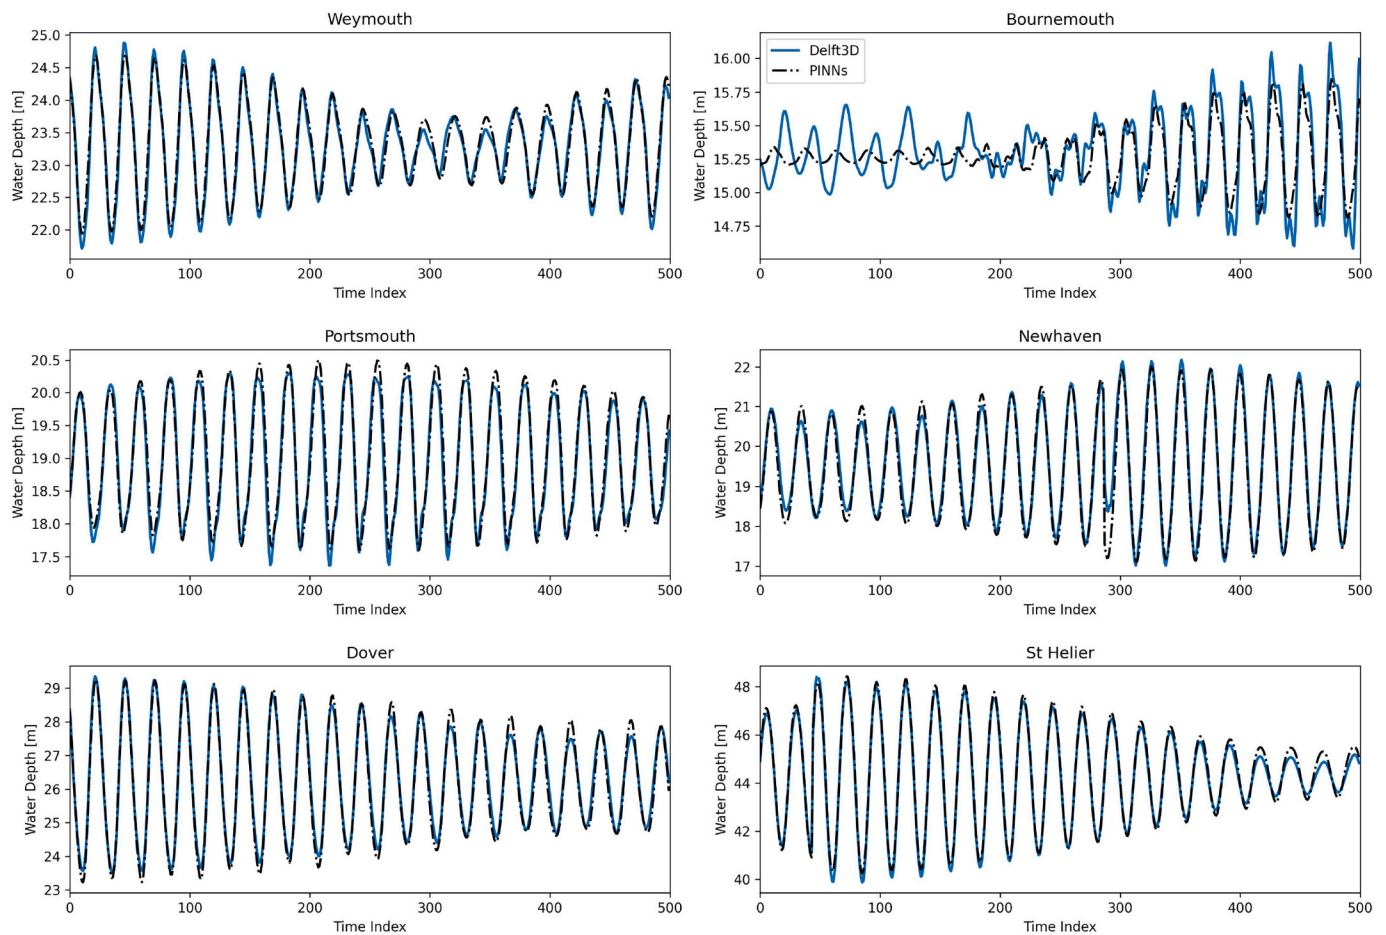 Weymouth
25.0
24.5
24.0
23.5
23.0
22.5
22.0
Water Depth [m]
0 100 200 300 400 500
Time Index
Bournemouth
Delft3D
PINNs
16.00
15.75
15.50
15.25
15.00
14.75
Water Depth [m]
0 100 200 300 400 500
Time Index
Portsmouth
20.5
20.0
19.5
19.0
18.5
18.0
17.5
Water Depth [m]
0 100 200 300 400 500
Time Index
Newhaven
22
21
20
19
18
17
Water Depth [m]
0 100 200 300 400 500
Time Index
Dover
29
28
27
26
25
24
23
Water Depth [m]
0 100 200 300 400 500
Time Index
St Helier
48
46
44
42
40
Water Depth [m]
0 100 200 300 400 500
Time Index